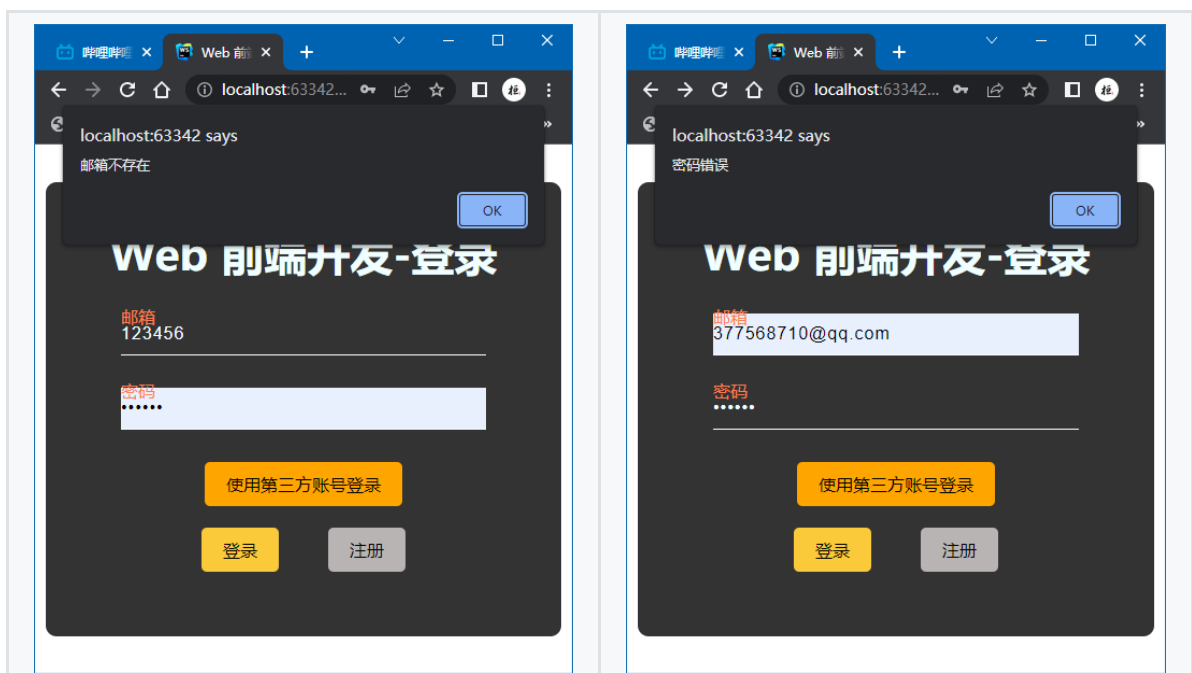 哔哩哔哩
Web 前
localhost:63342...
localhost:63342 says
邮箱不存在
OK
Web 前端开发-登录
邮箱
123456
密码
••••••
使用第三方账号登录
登录
注册
哔哩哔哩
Web 前
localhost:63342...
localhost:63342 says
密码错误
OK
Web 前端开发-登录
邮箱
377568710@qq.com
密码
••••••
使用第三方账号登录
登录
注册